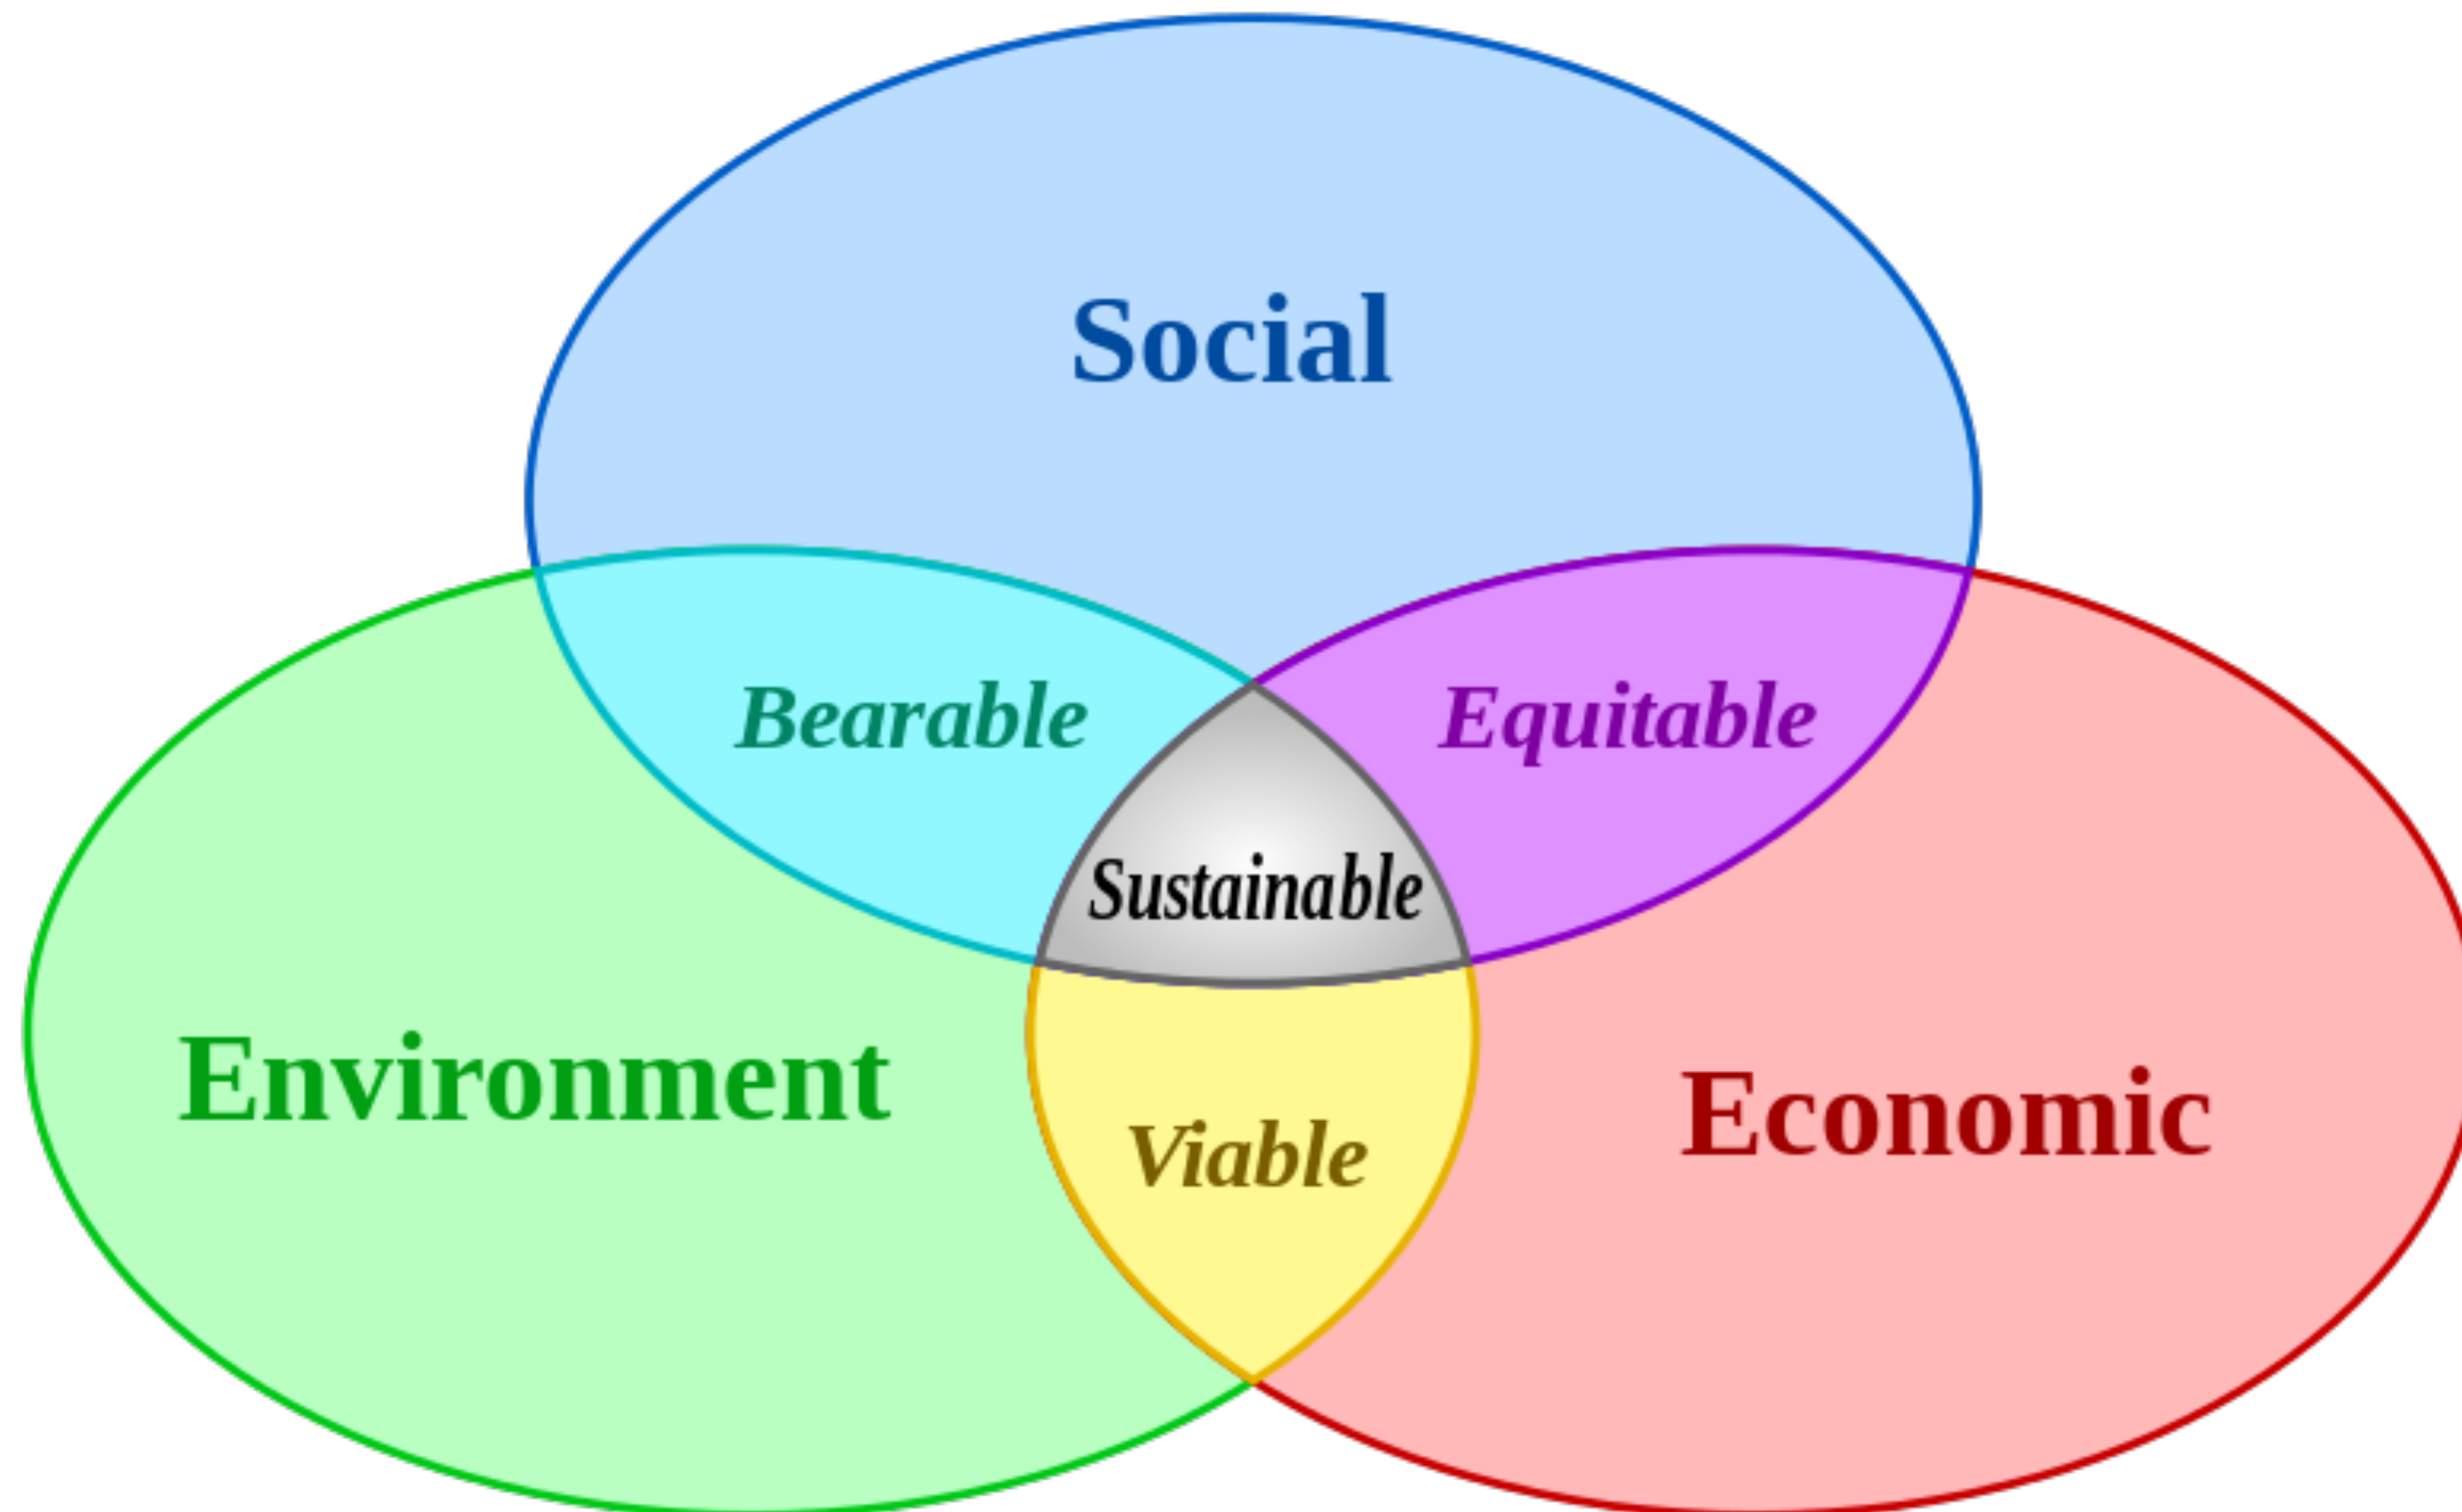 Social
Bearable
Equitable
Sustainable
Environment
Economic
Viable